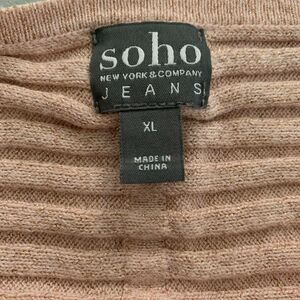 soho
NEW YORK & COMPANY
JEANS
XL
MADE IN
CHINA